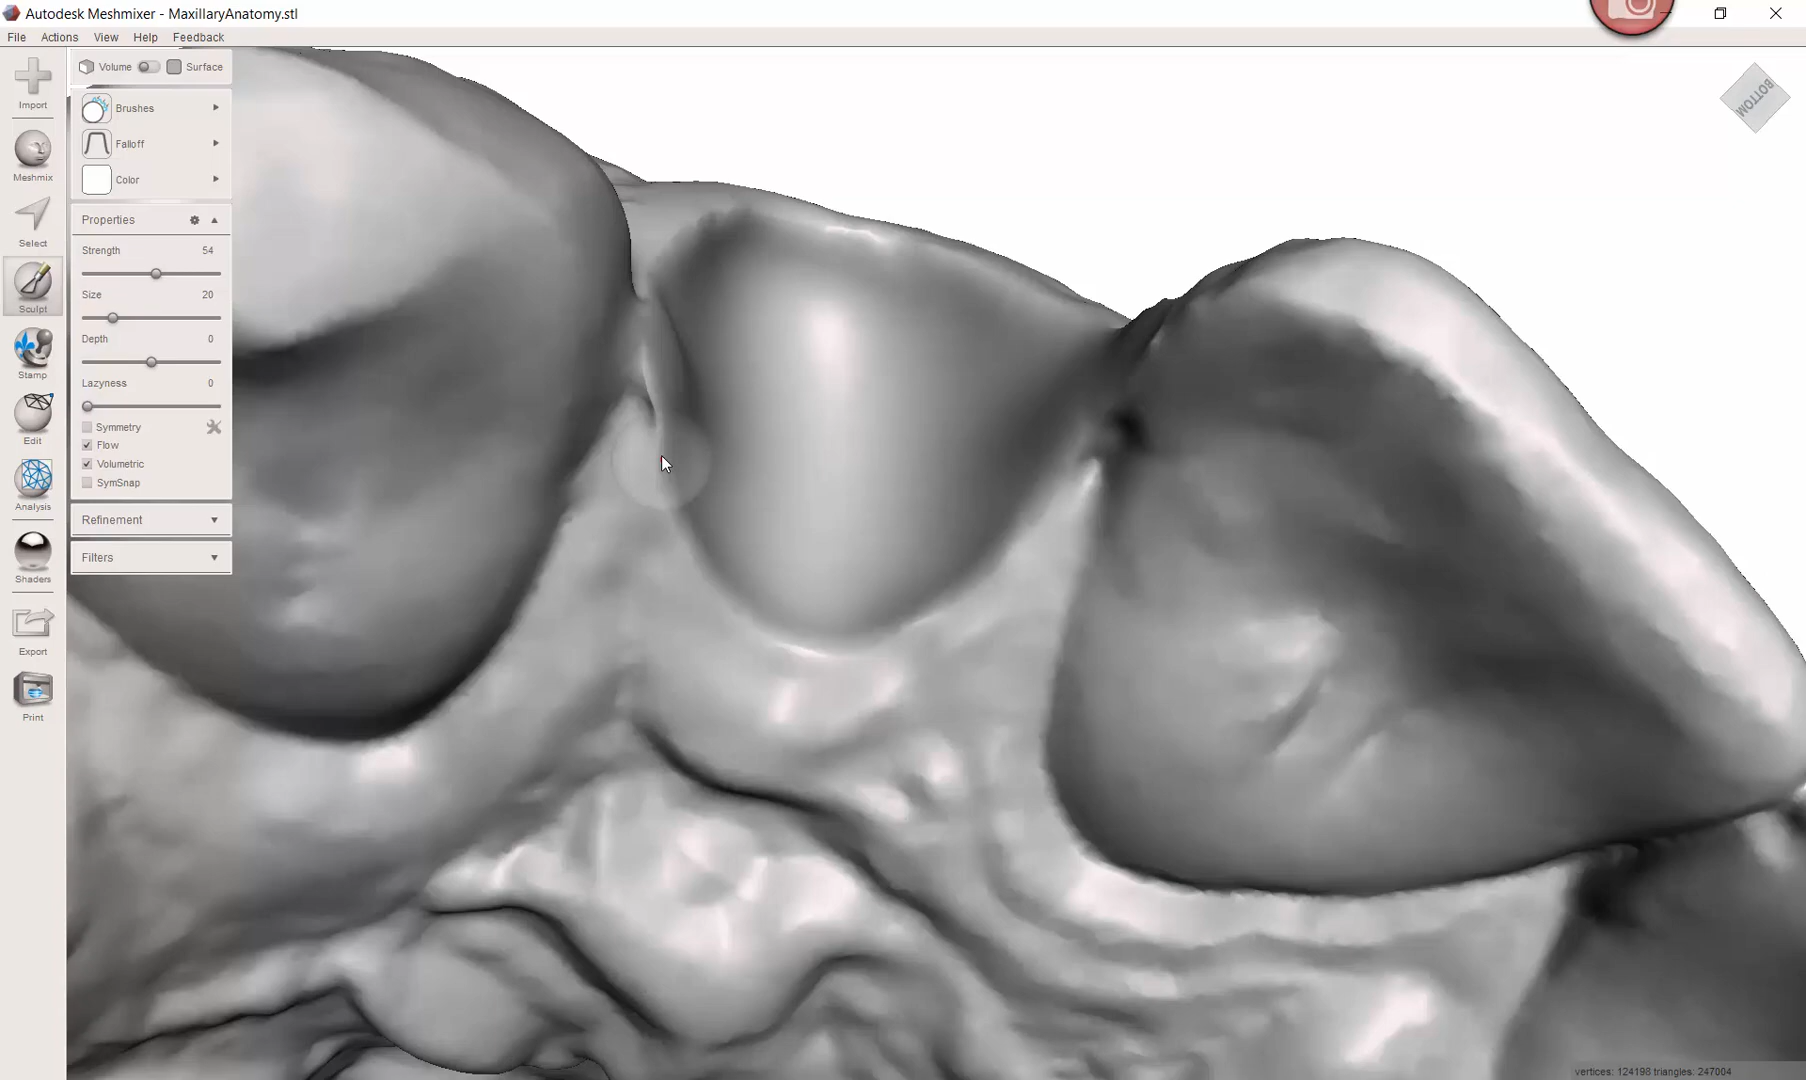 Autodesk Meshmixer - MaxillaryAnatomy.stl
File Actions View Help Feedback
Import
Meshmix
Select
Sculpt
Stamp
Edit
Analysis
Shaders
Export
Print
Volume Surface
Brushes
Falloff
Color
Properties
Strength 54
Size 20
Depth 0
Lazyness 0
Symmetry
Flow
Volumetric
SymSnap
Refinement
Filters
BOTTOM
vertices: 124198 triangles: 247004